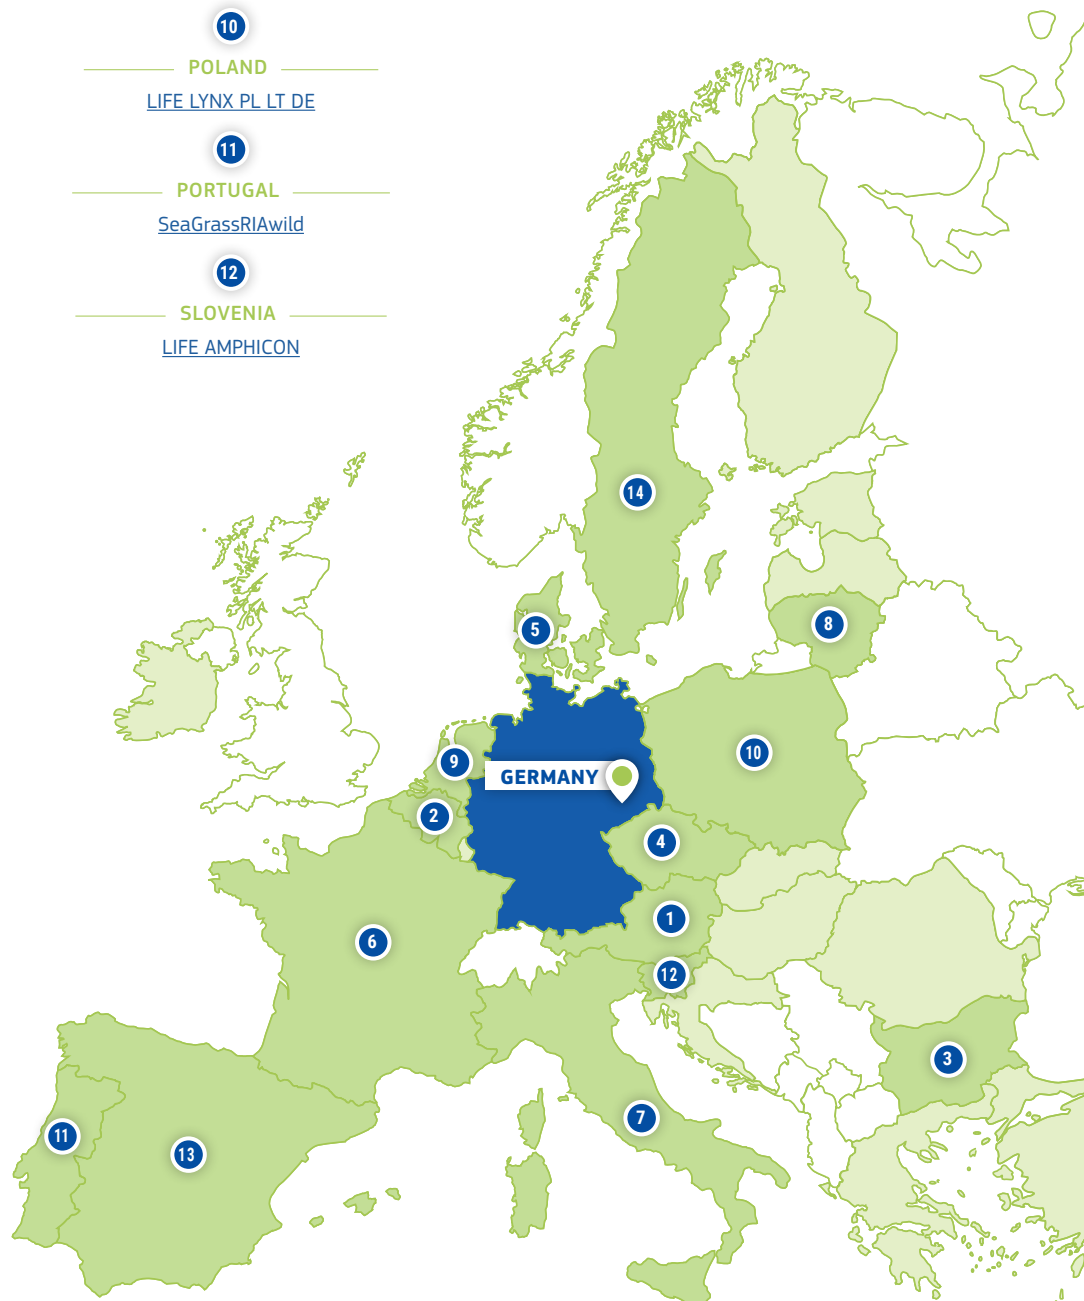 10
POLAND
LIFE LYNX PL LT DE
11
PORTUGAL
SeaGrassRIAwild
12
SLOVENIA
LIFE AMPHICON
14
5
8
9
10
GERMANY
2
4
1
6
12
3
7
11
13